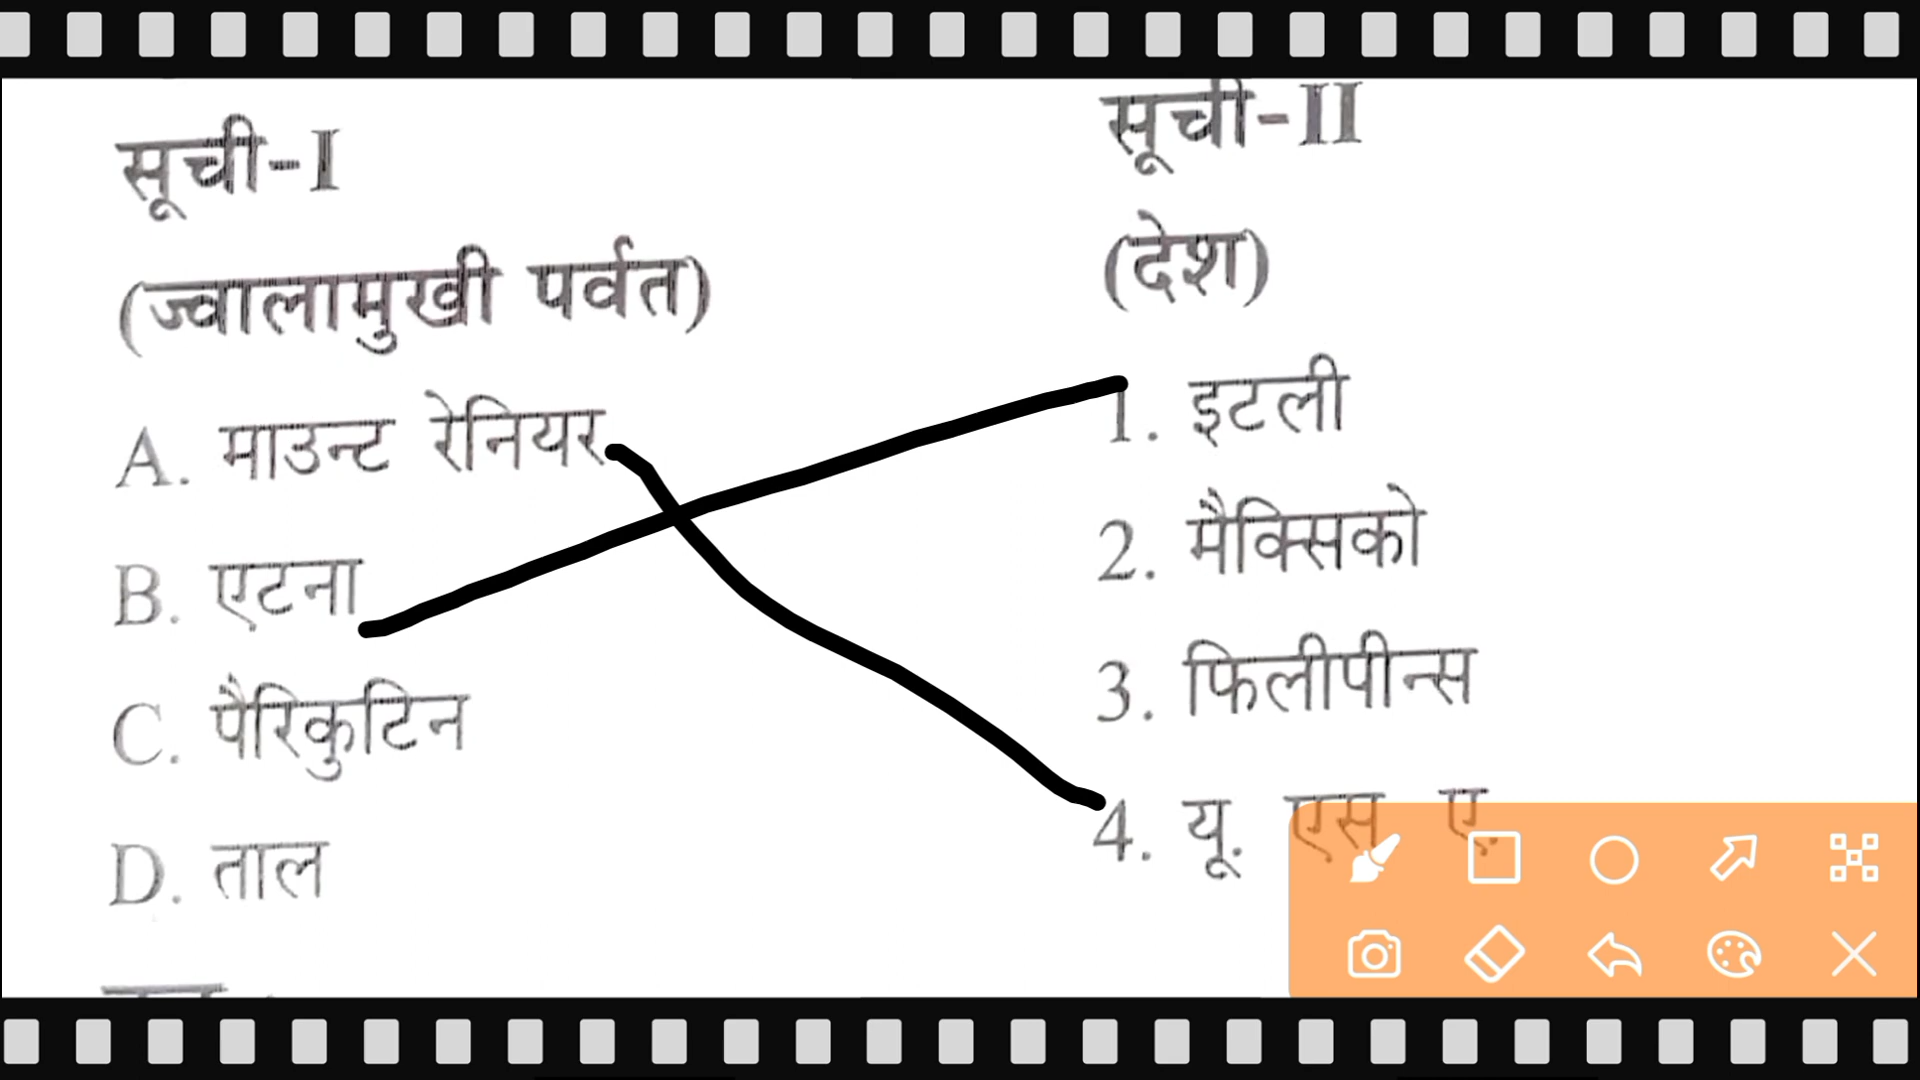 सूची-I
(ज्वालामुखी पर्वत)
A. माउन्ट रेनियर
B. एटना
C. पैरिकुटिन
D. ताल
सूची-II
(देश)
1. इटली
2. मैक्सिको
3. फिलीपीन्स
4. यू. एस ए.